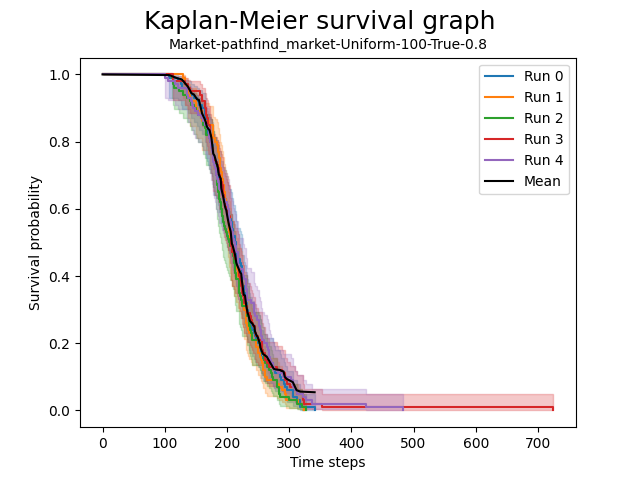 Kaplan-Meier survival graph
Market-pathfind_market-Uniform-100-True-0.8
Survival probability
1.0
0.8
0.6
0.4
0.2
0.0
0 100 200 300 400 500 600 700
Time steps
Run 0
Run 1
Run 2
Run 3
Run 4
Mean